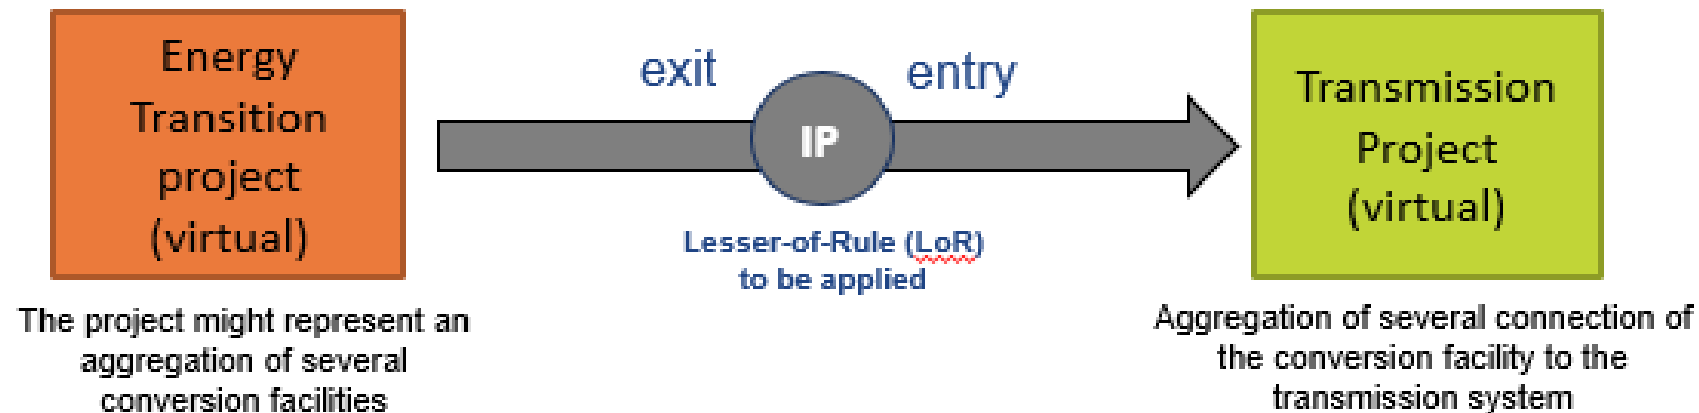 Energy
Transition
project
(virtual)
exit
entry
IP
Lesser-of-Rule (LoR)
to be applied
Transmission
Project
(virtual)
The project might represent an
aggregation of several
conversion facilities
Aggregation of several connection of
the conversion facility to the
transmission system